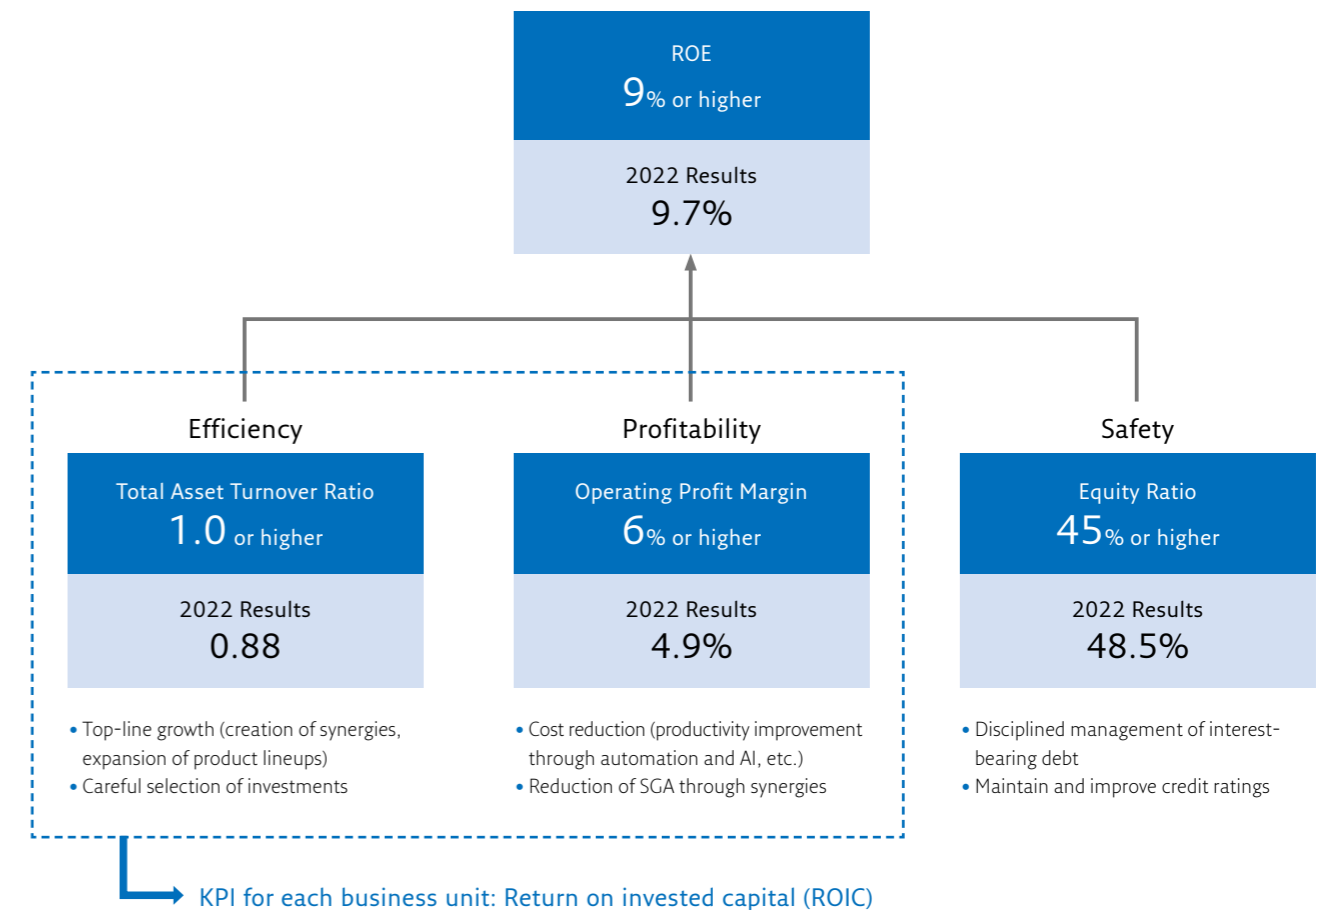 ROE
9% or higher
2022 Results
9.7%
Efficiency
Total Asset Turnover Ratio
1.0 or higher
2022 Results
0.88
• Top-line growth (creation of synergies,
expansion of product lineups)
• Careful selection of investments
Profitability
Operating Profit Margin
6% or higher
2022 Results
4.9%
• Cost reduction (productivity improvement
through automation and AI, etc.)
• Reduction of SGA through synergies
Safety
Equity Ratio
45% or higher
2022 Results
48.5%
• Disciplined management of interest-
bearing debt
• Maintain and improve credit ratings
KPI for each business unit: Return on invested capital (ROIC)